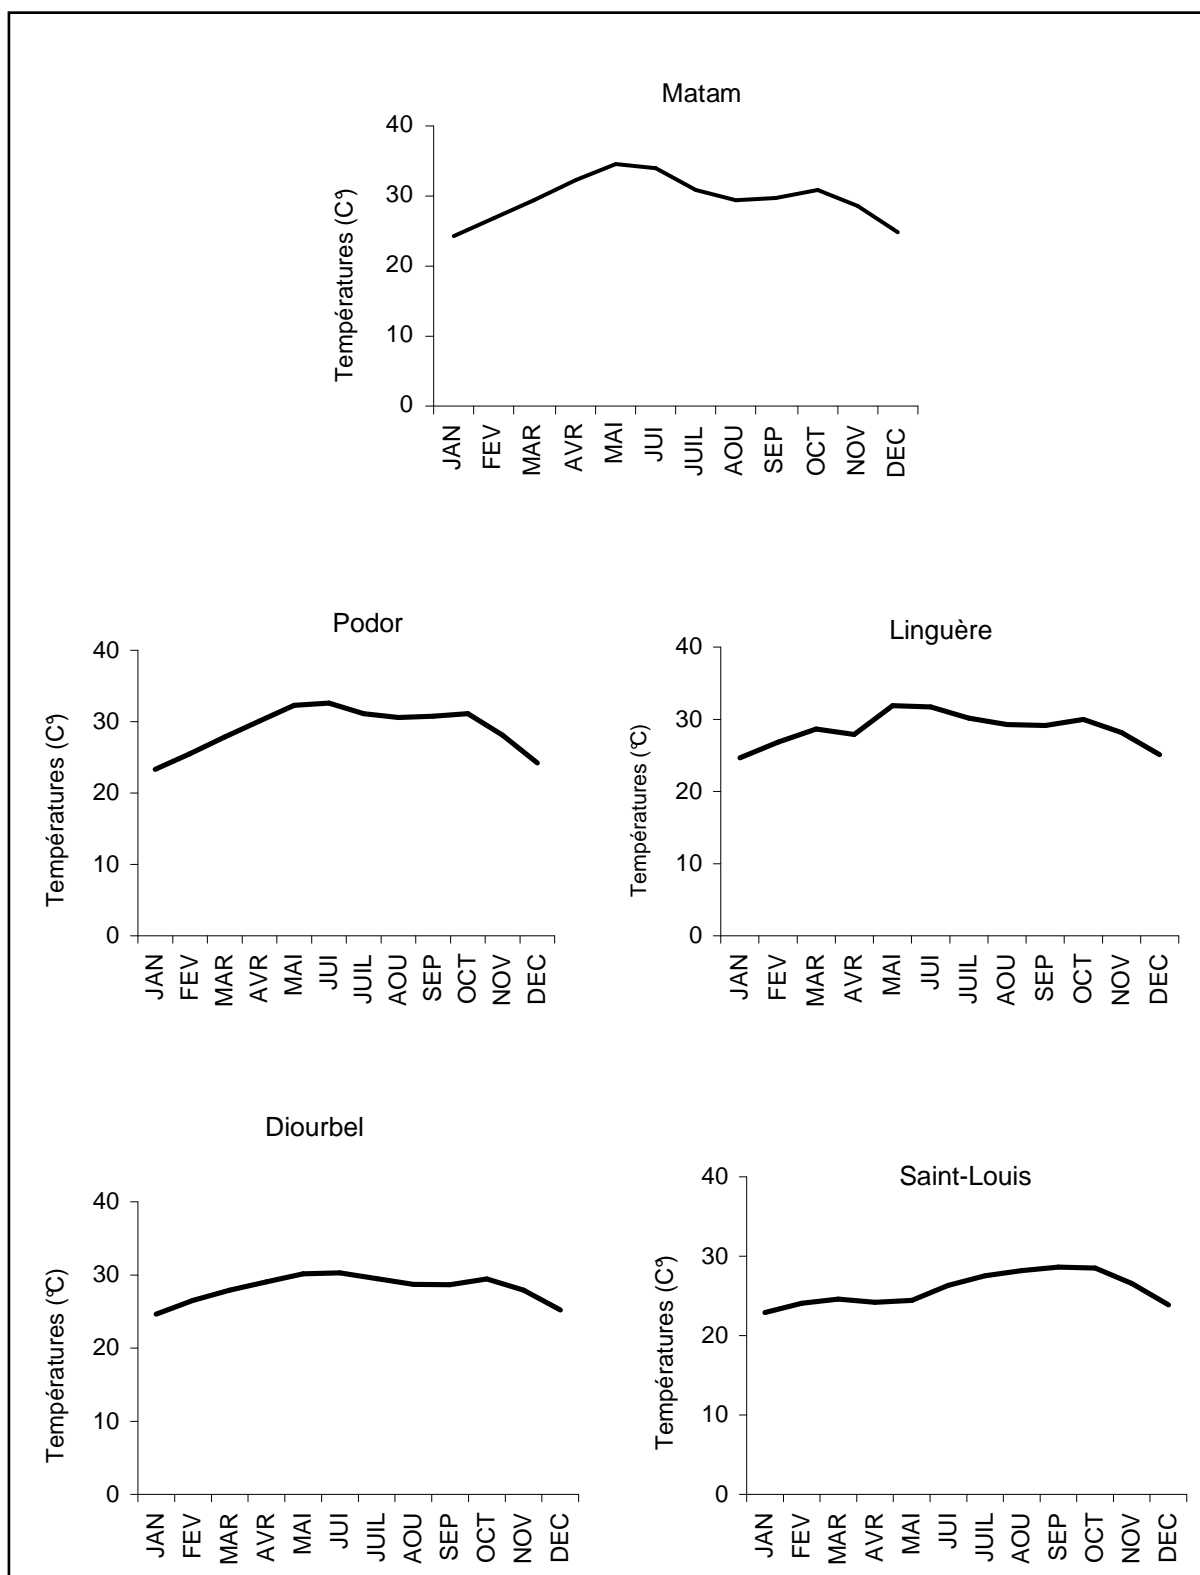 Matam
Températures (C°)
40
30
20
10
0
JAN
FEV
MAR
AVR
MAI
JUI
JUIL
AOU
SEP
OCT
NOV
DEC
Podor
Températures (C°)
40
30
20
10
0
JAN
FEV
MAR
AVR
MAI
JUI
JUIL
AOU
SEP
OCT
NOV
DEC
Linguère
Températures (°C)
40
30
20
10
0
JAN
FEV
MAR
AVR
MAI
JUI
JUIL
AOU
SEP
OCT
NOV
DEC
Diourbel
Températures (°C)
40
30
20
10
0
JAN
FEV
MAR
AVR
MAI
JUI
JUIL
AOU
SEP
OCT
NOV
DEC
Saint-Louis
Températures (C°)
40
30
20
10
0
JAN
FEV
MAR
AVR
MAI
JUI
JUIL
AOU
SEP
OCT
NOV
DEC